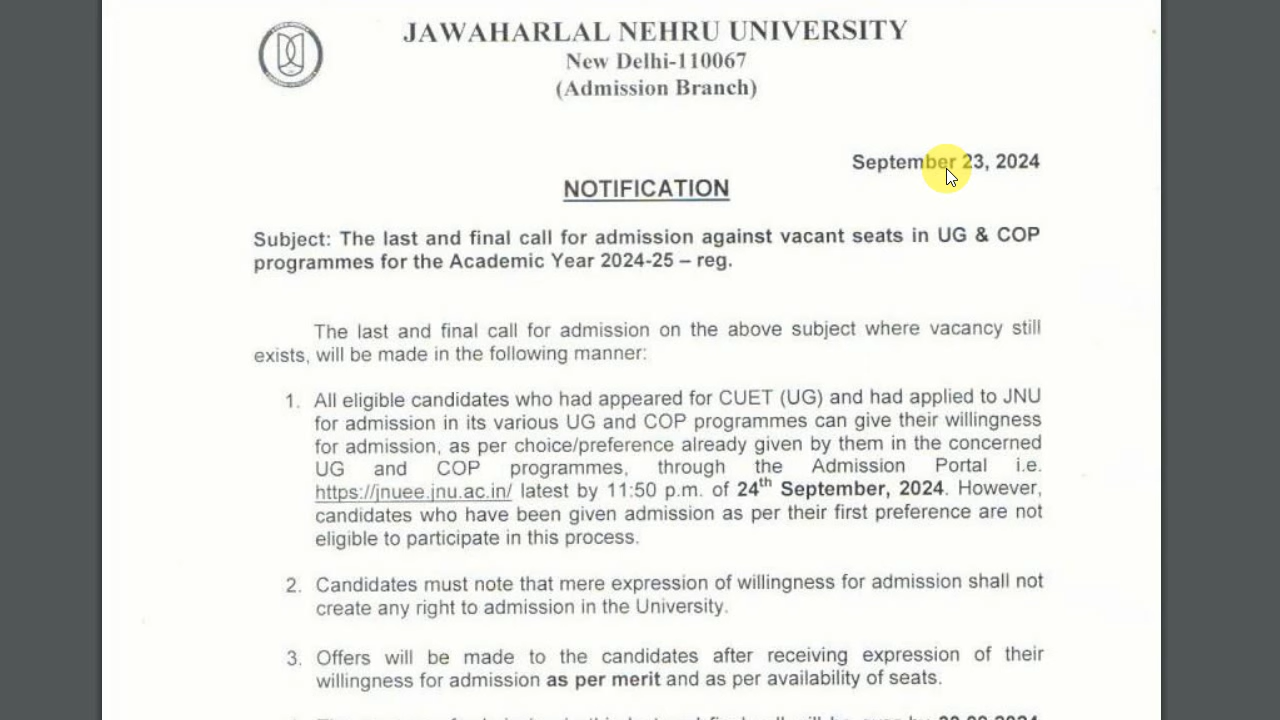 JAWAHARLAL NEHRU UNIVERSITY
New Delhi-110067
(Admission Branch)
September 23, 2024
NOTIFICATION
Subject: The last and final call for admission against vacant seats in UG & COP
programmes for the Academic Year 2024-25 – reg.
The last and final call for admission on the above subject where vacancy still
exists, will be made in the following manner:
1. All eligible candidates who had appeared for CUET (UG) and had applied to JNU
for admission in its various UG and COP programmes can give their willingness
for admission, as per choice/preference already given by them in the concerned
UG and COP programmes, through the Admission Portal i.e.
https://jnuee.jnu.ac.in/ latest by 11:50 p.m. of 24th September, 2024. However,
candidates who have been given admission as per their first preference are not
eligible to participate in this process.
2. Candidates must note that mere expression of willingness for admission shall not
create any right to admission in the University.
3. Offers will be made to the candidates after receiving expression of their
willingness for admission as per merit and as per availability of seats.